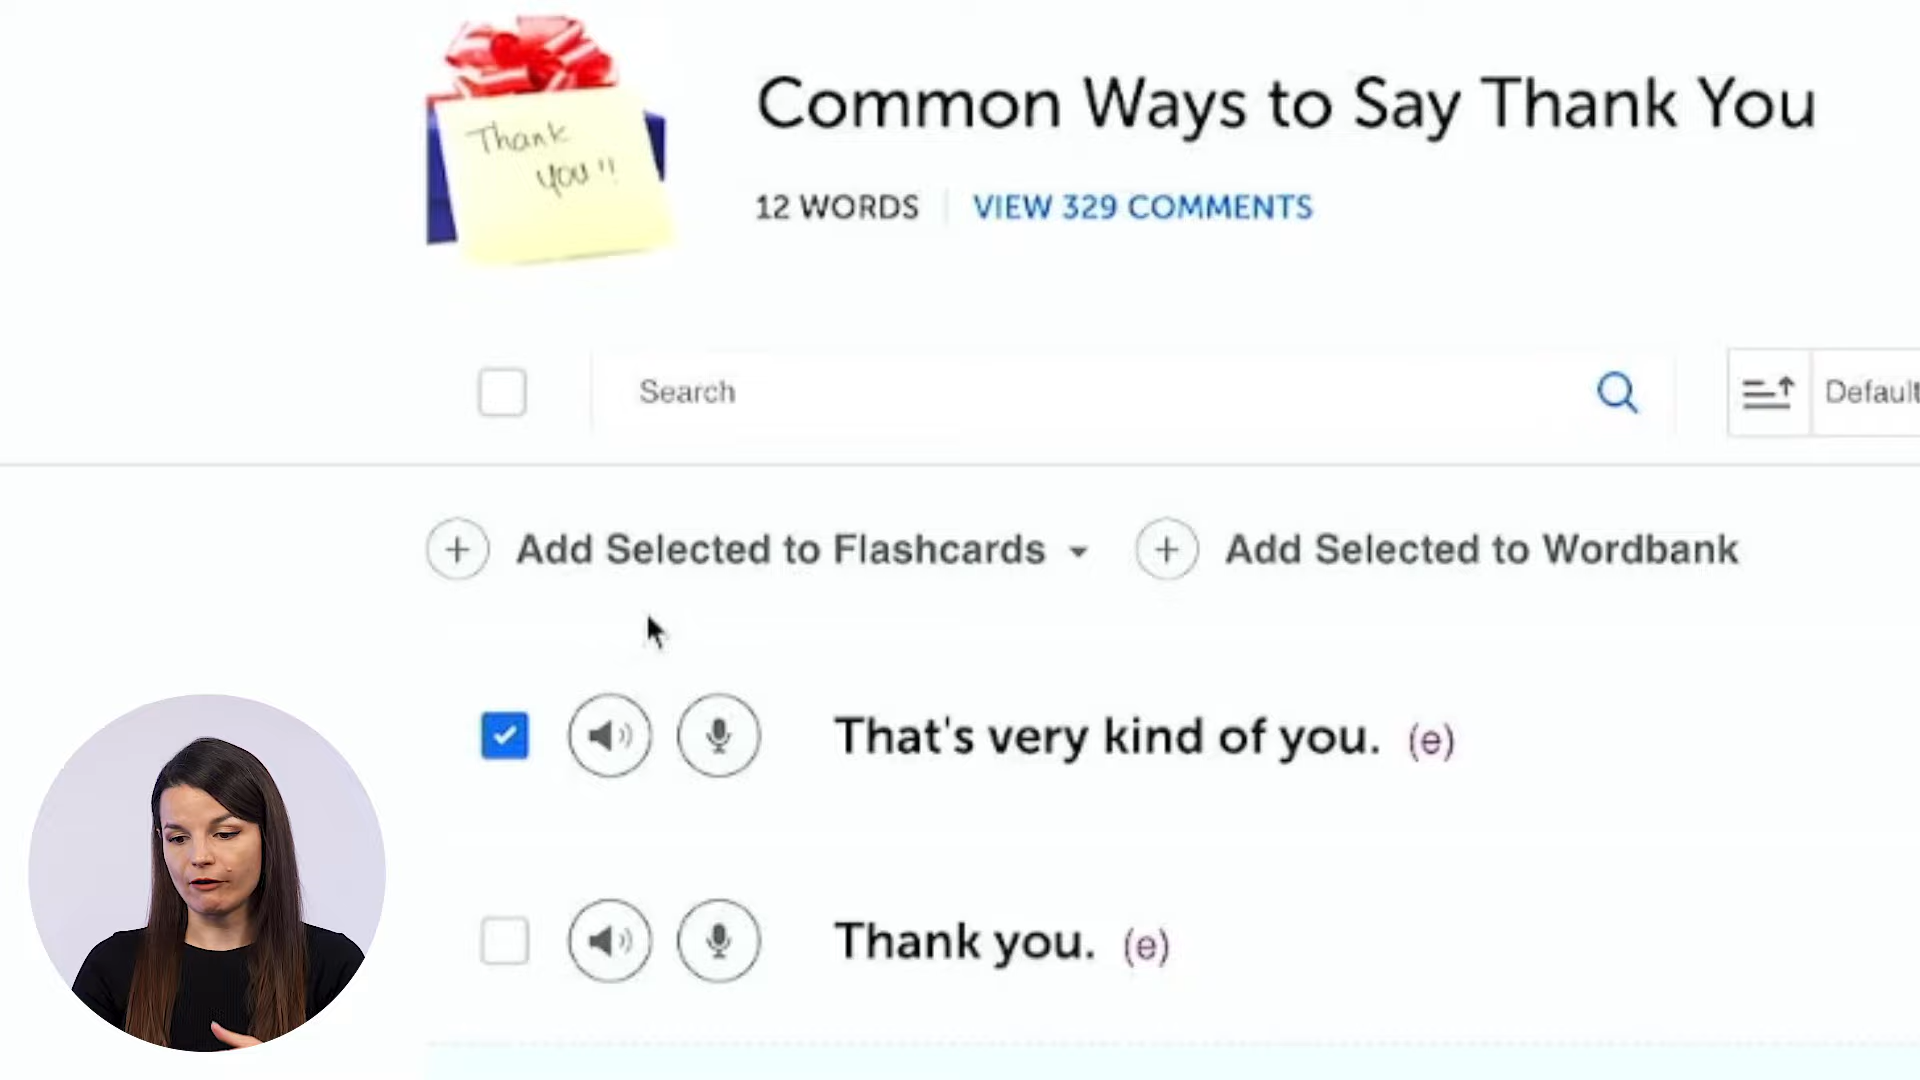 Thank
you!!
Common Ways to Say Thank You
12 WORDS
VIEW 329 COMMENTS
Search
Default
Add Selected to Flashcards
Add Selected to Wordbank
That's very kind of you. (e)
Thank you. (e)